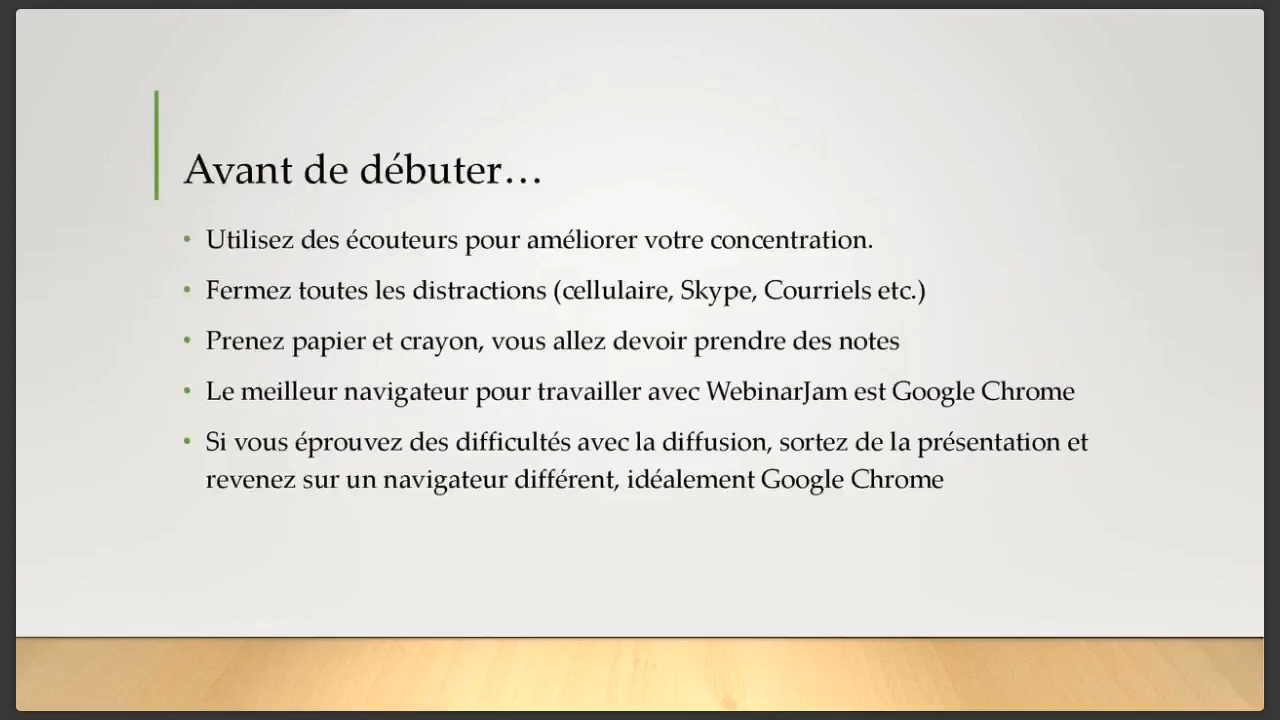 Avant de débuter…
• Utilisez des écouteurs pour améliorer votre concentration.
• Fermez toutes les distractions (cellulaire, Skype, Courriels etc.)
• Prenez papier et crayon, vous allez devoir prendre des notes
• Le meilleur navigateur pour travailler avec WebinarJam est Google Chrome
• Si vous éprouvez des difficultés avec la diffusion, sortez de la présentation et
revenez sur un navigateur différent, idéalement Google Chrome